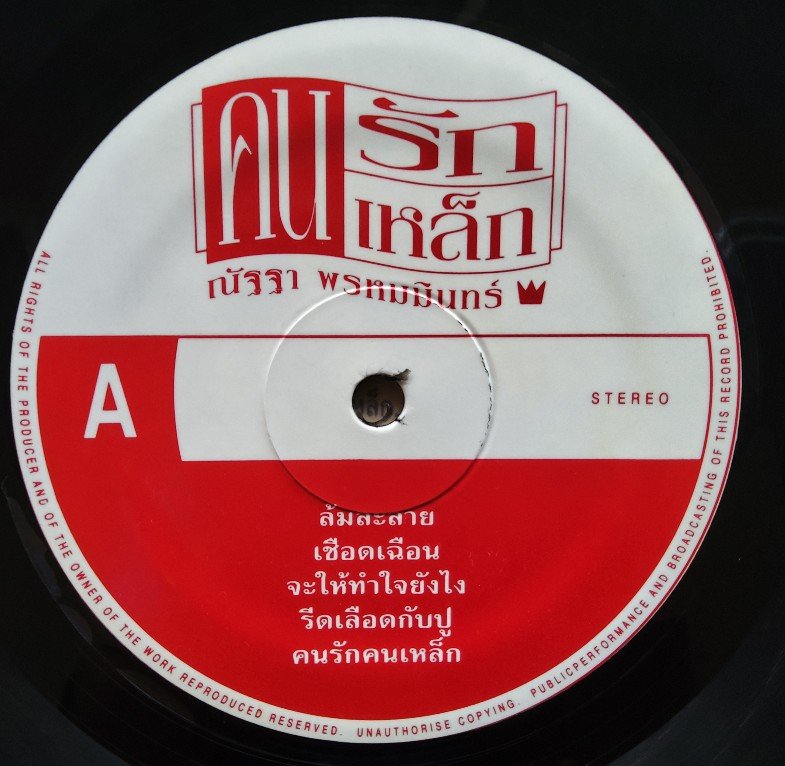 คน
รัก
เหล็ก
ณัฐฐา พรหมมินทร์
A
STEREO
ล้มละลาย
เชือดเฉือน
จะให้ทำใจยังไง
รีดเลือดกับปู
คนรักคนเหล็ก
ALL RIGHTS OF THE PRODUCER AND OF THE OWNER OF THE WORK REPRODUCED RESERVED. UNAUTHORISE COPYING. PUBLICPERFORMANCE AND BROADCASTING OF THIS RECORD PROHIBITED.